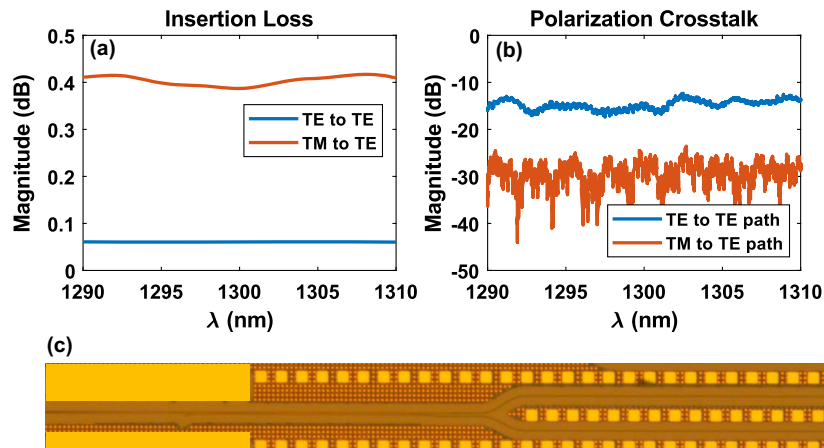 Insertion Loss
(a)
Magnitude (dB)
0.5
0.4
0.3
0.2
0.1
0
TE to TE
TM to TE
1290 1295 1300 1305 1310
λ (nm)
Polarization Crosstalk
(b)
Magnitude (dB)
0
-10
-20
-30
-40
-50
TE to TE path
TM to TE path
1290 1295 1300 1305 1310
λ (nm)
(c)